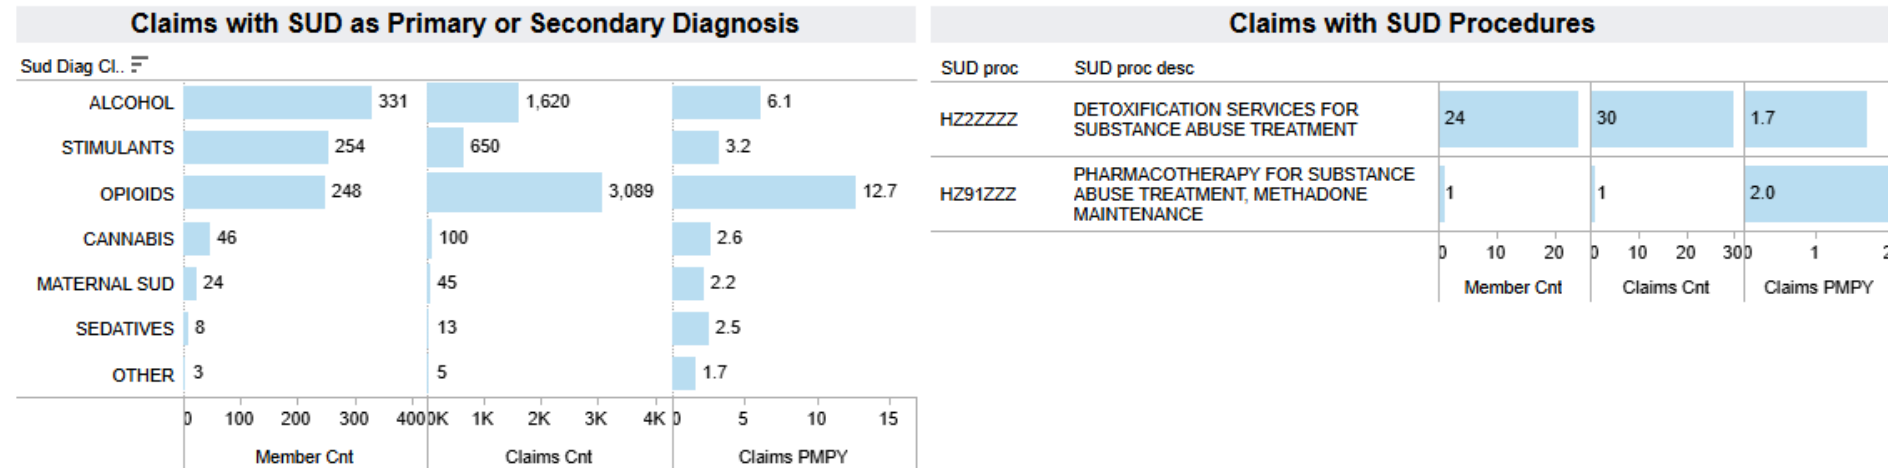 Claims with SUD as Primary or Secondary Diagnosis
Sud Diag Cl..
ALCOHOL 331 1,620 6.1
STIMULANTS 254 650 3.2
OPIOIDS 248 3,089 12.7
CANNABIS 46 100 2.6
MATERNAL SUD 24 45 2.2
SEDATIVES 8 13 2.5
OTHER 3 5 1.7
0 100 200 300 400 0K 1K 2K 3K 4K 0 5 10 15
Member Cnt Claims Cnt Claims PMPY
Claims with SUD Procedures
SUD proc SUD proc desc
HZ2ZZZZ DETOXIFICATION SERVICES FOR
SUBSTANCE ABUSE TREATMENT
24 30 1.7
PHARMACOTHERAPY FOR SUBSTANCE
HZ91ZZZ ABUSE TREATMENT, METHADONE
MAINTENANCE
1 1 2.0
0 10 20 0 10 20 30 0 1 2
Member Cnt Claims Cnt Claims PMPY